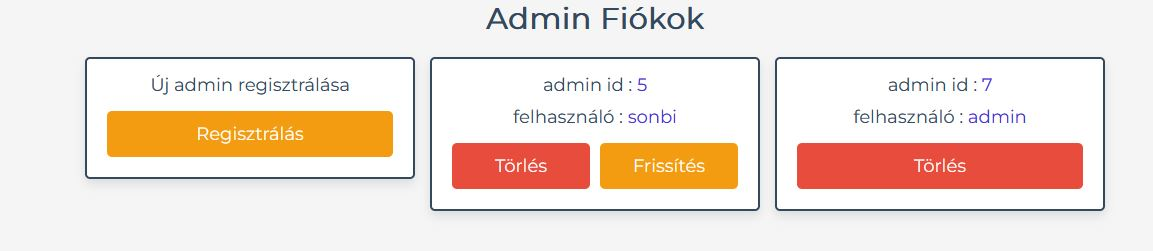 Admin Fiókok
Új admin regisztrálása
Regisztrálás
admin id : 5
felhasználó : sonbi
Törlés
Frissítés
admin id : 7
felhasználó : admin
Törlés